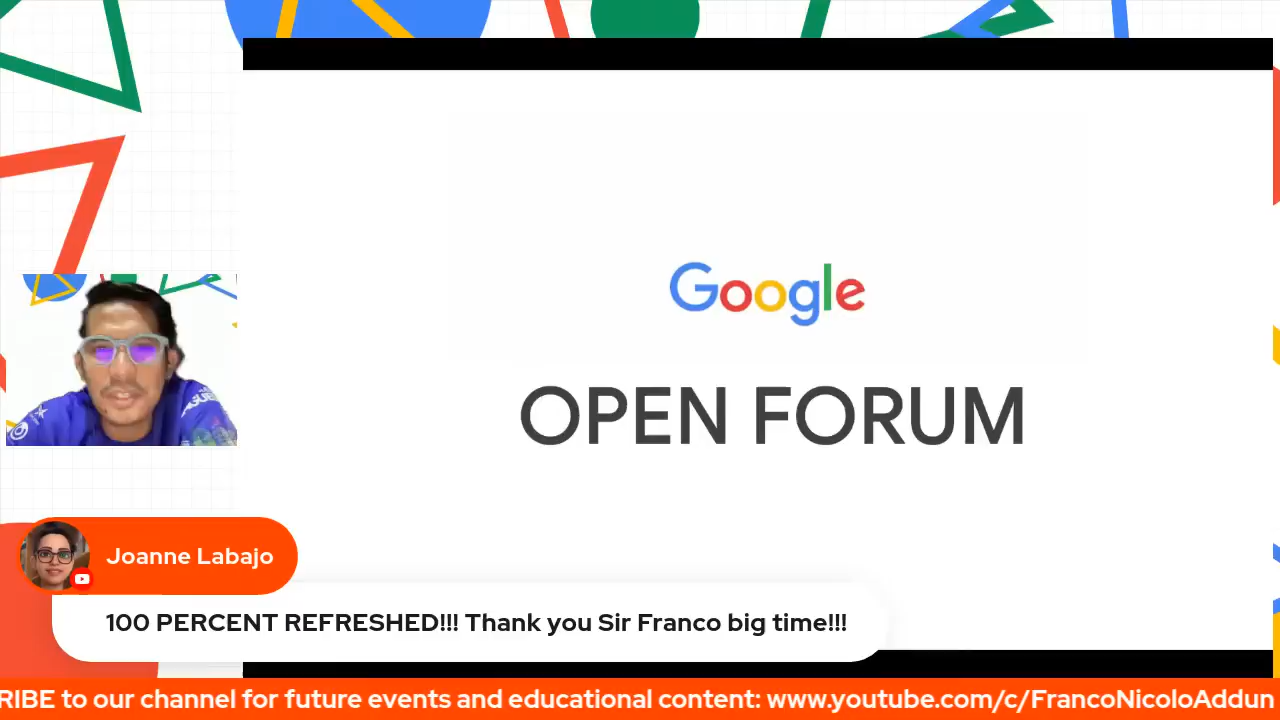 Google
OPEN FORUM
Joanne Labajo
100 PERCENT REFRESHED!!! Thank you Sir Franco big time!!!
RIBE to our channel for future events and educational content: www.youtube.com/c/FrancoNicoloAddun